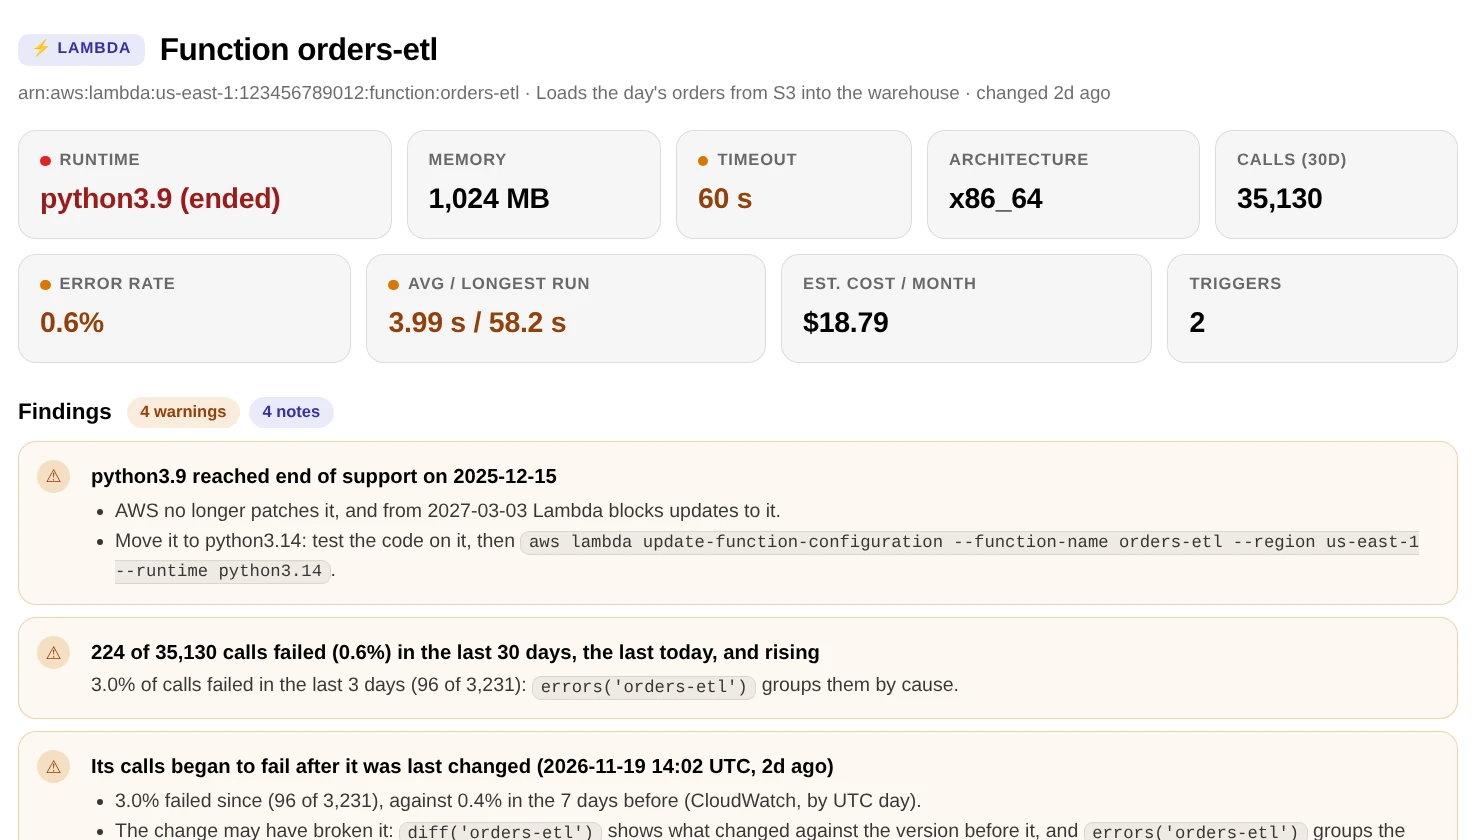 ⚡ LAMBDA Function orders-etl
arn:aws:lambda:us-east-1:123456789012:function:orders-etl · Loads the day's orders from S3 into the warehouse · changed 2d ago
RUNTIME
python3.9 (ended)
MEMORY
1,024 MB
TIMEOUT
60 s
ARCHITECTURE
x86_64
CALLS (30D)
35,130
ERROR RATE
0.6%
AVG / LONGEST RUN
3.99 s / 58.2 s
EST. COST / MONTH
$18.79
TRIGGERS
2
Findings 4 warnings 4 notes
⚠ python3.9 reached end of support on 2025-12-15
• AWS no longer patches it, and from 2027-03-03 Lambda blocks updates to it.
• Move it to python3.14: test the code on it, then aws lambda update-function-configuration --function-name orders-etl --region us-east-1
--runtime python3.14 .
⚠ 224 of 35,130 calls failed (0.6%) in the last 30 days, the last today, and rising
3.0% of calls failed in the last 3 days (96 of 3,231): errors('orders-etl') groups them by cause.
⚠ Its calls began to fail after it was last changed (2026-11-19 14:02 UTC, 2d ago)
• 3.0% failed since (96 of 3,231), against 0.4% in the 7 days before (CloudWatch, by UTC day).
• The change may have broken it: diff('orders-etl') shows what changed against the version before it, and errors('orders-etl') groups the